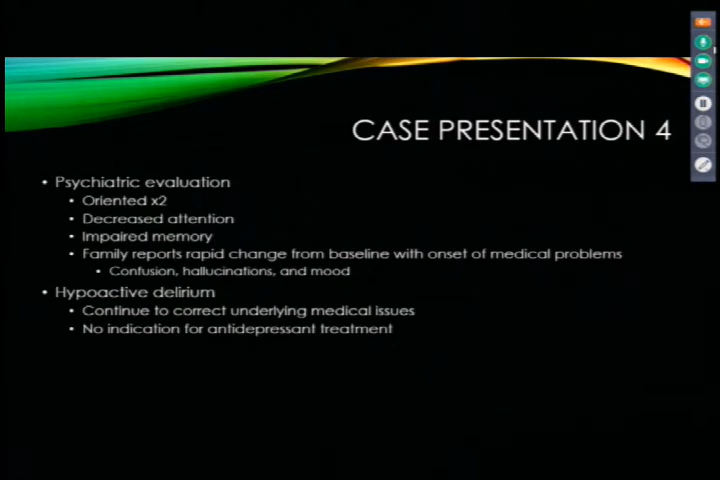 CASE PRESENTATION 4
• Psychiatric evaluation
• Oriented x2
• Decreased attention
• Impaired memory
• Family reports rapid change from baseline with onset of medical problems
• Confusion, hallucinations, and mood
• Hypoactive delirium
• Continue to correct underlying medical issues
• No indication for antidepressant treatment